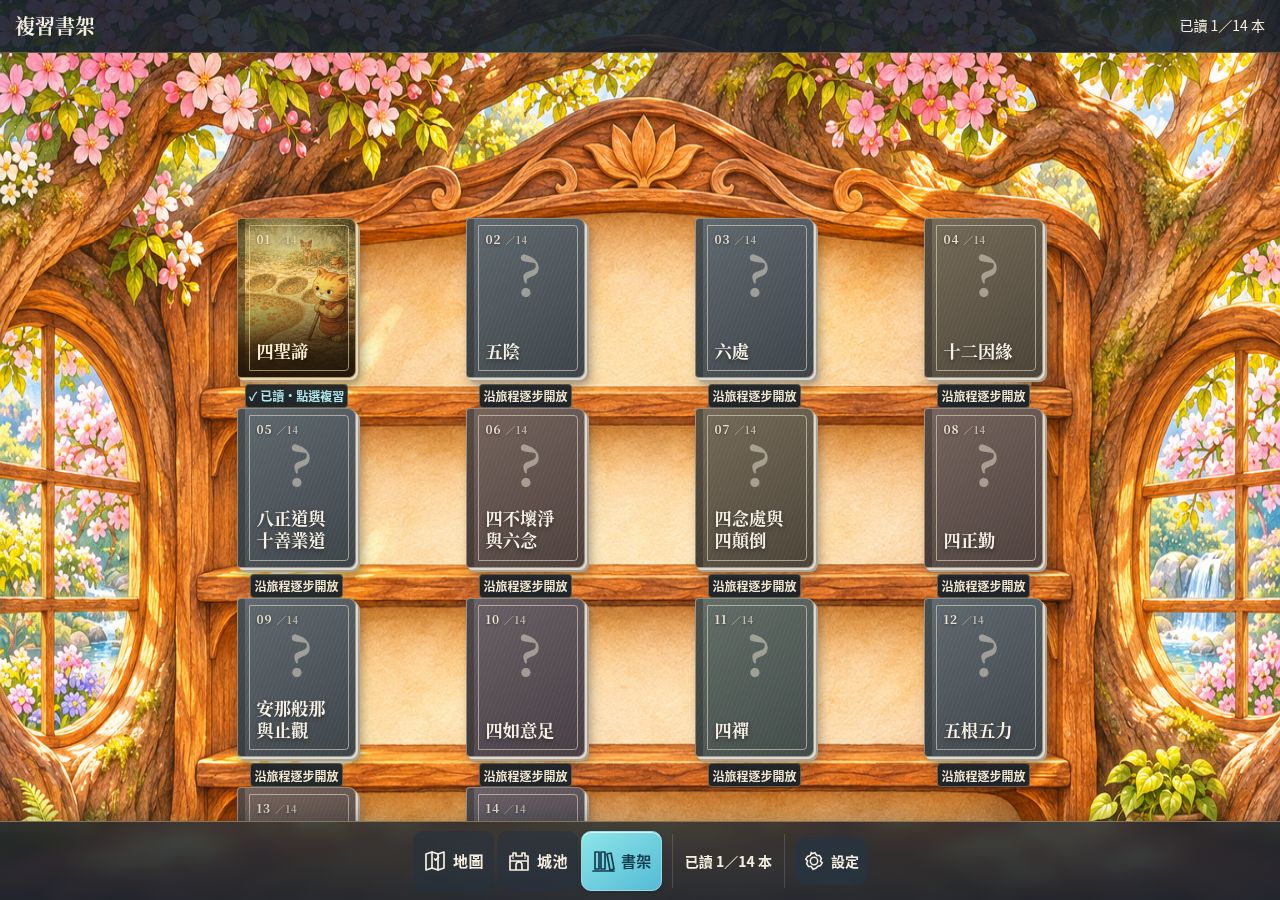 複習書架
已讀 1／14 本
01 ／14
四聖諦
02 ／14
?
五陰
03 ／14
?
六處
04 ／14
?
十二因緣
✓ 已讀・點選複習
沿旅程逐步開放
沿旅程逐步開放
沿旅程逐步開放
05 ／14
?
八正道與
十善業道
06 ／14
?
四不壞淨
與六念
07 ／14
?
四念處與
四顛倒
08 ／14
?
四正勤
沿旅程逐步開放
沿旅程逐步開放
沿旅程逐步開放
沿旅程逐步開放
09 ／14
?
安那般那
與止觀
10 ／14
?
四如意足
11 ／14
?
四禪
12 ／14
?
五根五力
沿旅程逐步開放
沿旅程逐步開放
沿旅程逐步開放
沿旅程逐步開放
13 ／14
14 ／14
地圖
城池
書架
已讀 1／14 本
設定